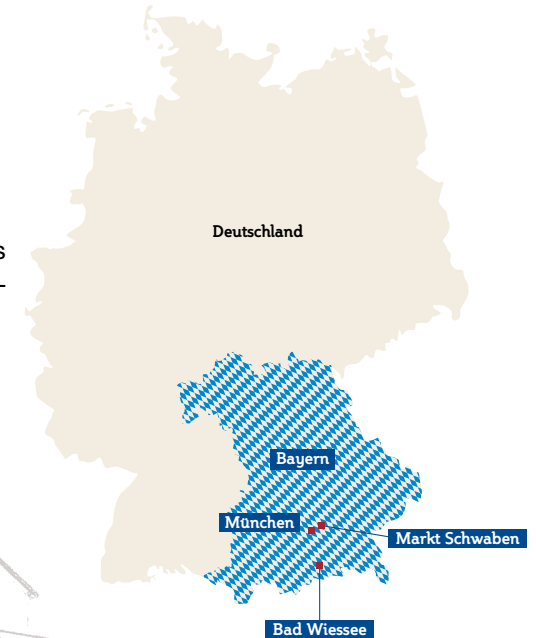 Deutschland
s
-
Bayern
München
Markt Schwaben
Bad Wiessee